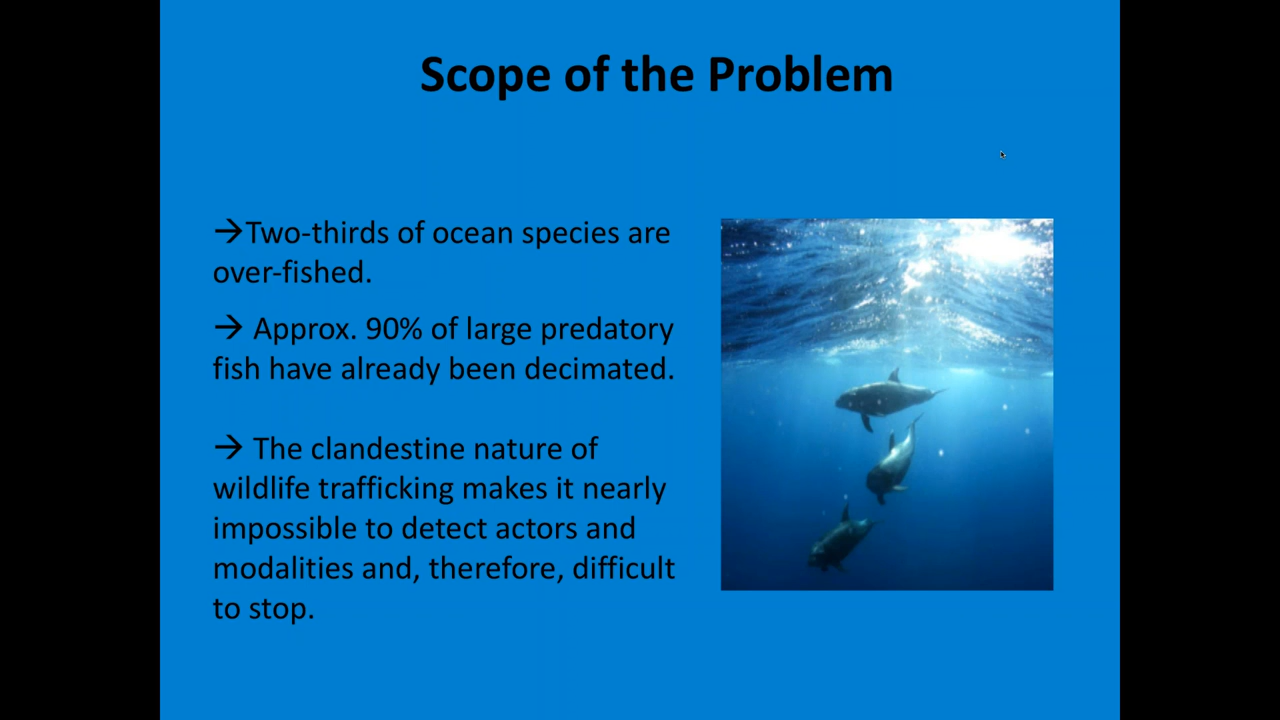 Scope of the Problem
→Two-thirds of ocean species are
over-fished.
→ Approx. 90% of large predatory
fish have already been decimated.
→ The clandestine nature of
wildlife trafficking makes it nearly
impossible to detect actors and
modalities and, therefore, difficult
to stop.